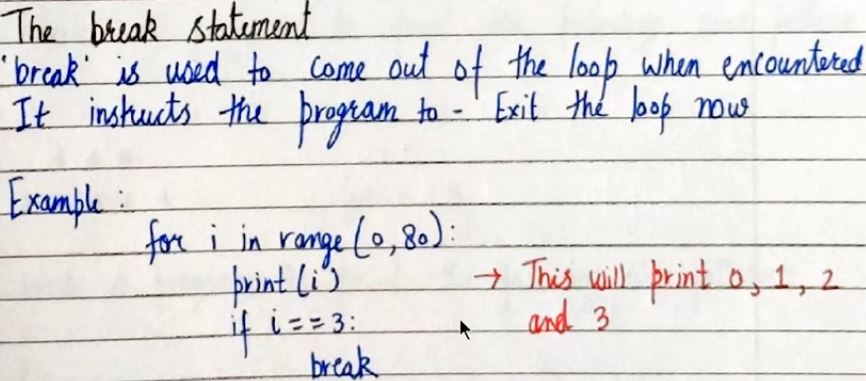 The break statement
'break' is used to come out of the loop when encountered
It instructs the program to - Exit the loop now
Example :
for i in range (0,80):
print (i) → This will print 0, 1, 2
if i == 3: and 3
break